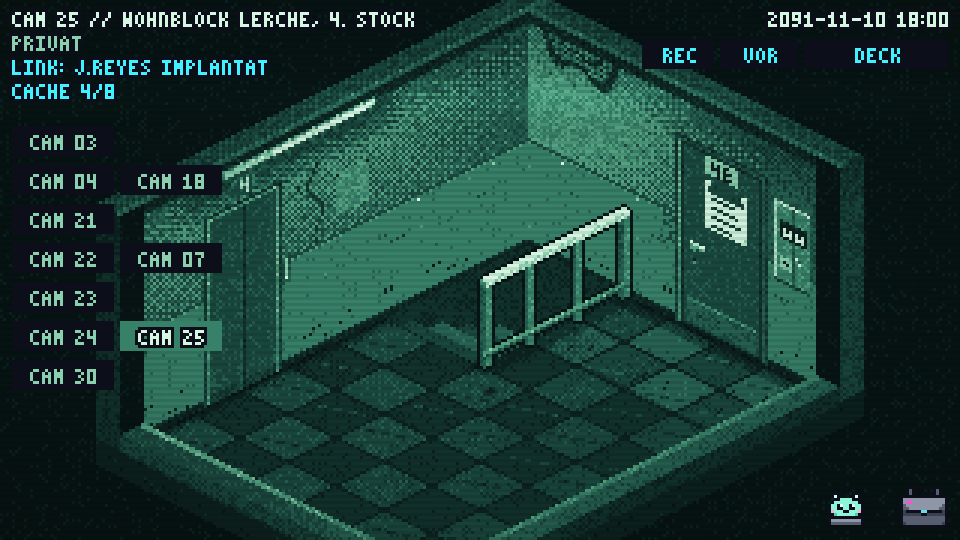 CAM 25 // WOHNBLOCK LERCHE, 4. STOCK
2091-11-10 18:00
PRIVAT
REC
VOR
DECK
LINK: J.REYES IMPLANTAT
CACHE 4/8
CAM 03
CAM 04
CAM 18
CAM 21
CAM 22
CAM 07
CAM 23
CAM 24
CAM 25
CAM 30